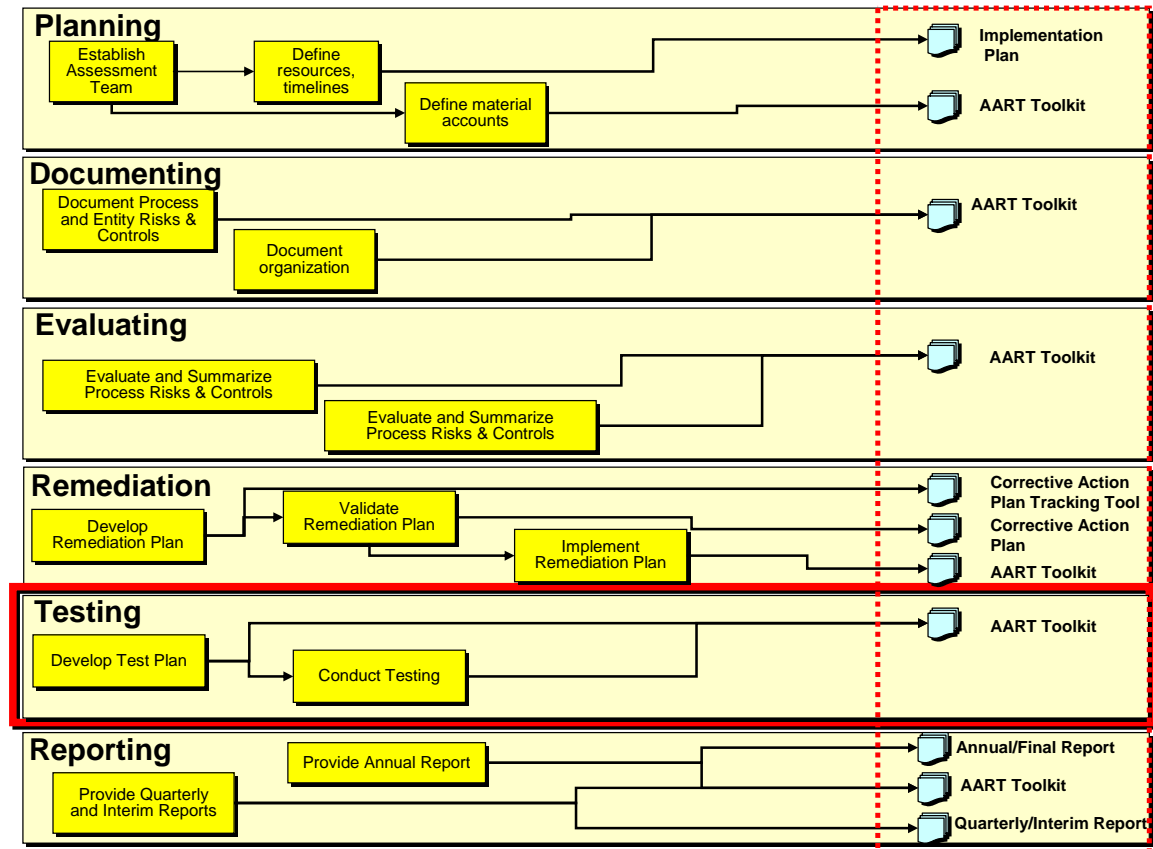 Planning
Establish
Assessment
Team
Define
resources,
timelines
Define material
accounts
Implementation
Plan
AART Toolkit
Documenting
Document Process
and Entity Risks &
Controls
Document
organization
AART Toolkit
Evaluating
Evaluate and Summarize
Process Risks & Controls
Evaluate and Summarize
Process Risks & Controls
AART Toolkit
Remediation
Develop
Remediation Plan
Validate
Remediation Plan
Implement
Remediation Plan
Corrective Action
Plan Tracking Tool
Corrective Action
Plan
AART Toolkit
Testing
Develop Test Plan
Conduct Testing
AART Toolkit
Reporting
Provide Annual Report
Provide Quarterly
and Interim Reports
Annual/Final Report
AART Toolkit
Quarterly/Interim Report